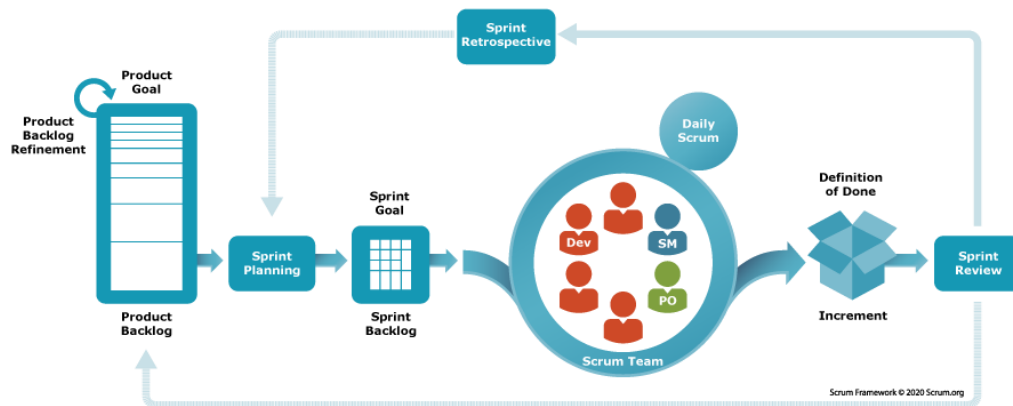 Sprint
Retrospective
Product
Goal
Product
Backlog
Refinement
Daily
Scrum
Definition
of Done
Sprint
Goal
Dev
SM
Sprint
Planning
Sprint
Review
PO
Product
Backlog
Sprint
Backlog
Increment
Scrum Team
Scrum Framework © 2020 Scrum.org